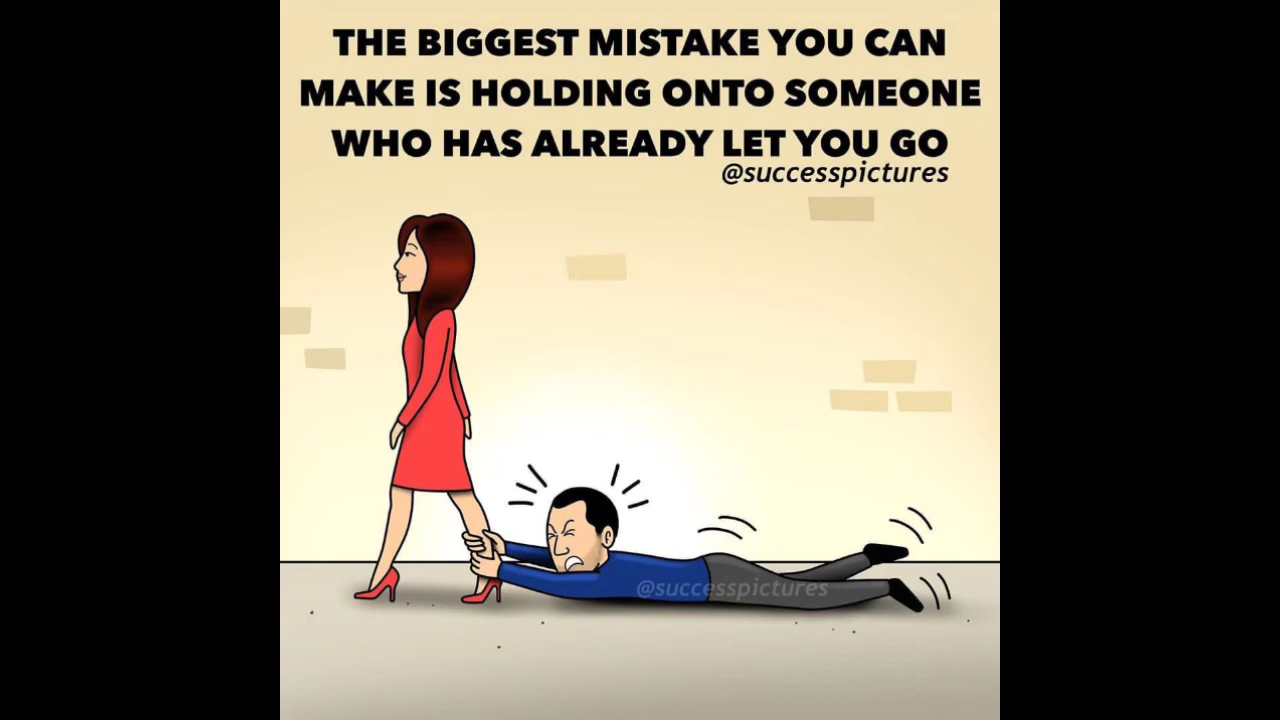 THE BIGGEST MISTAKE YOU CAN
MAKE IS HOLDING ONTO SOMEONE
WHO HAS ALREADY LET YOU GO
@successpictures
@successpictures